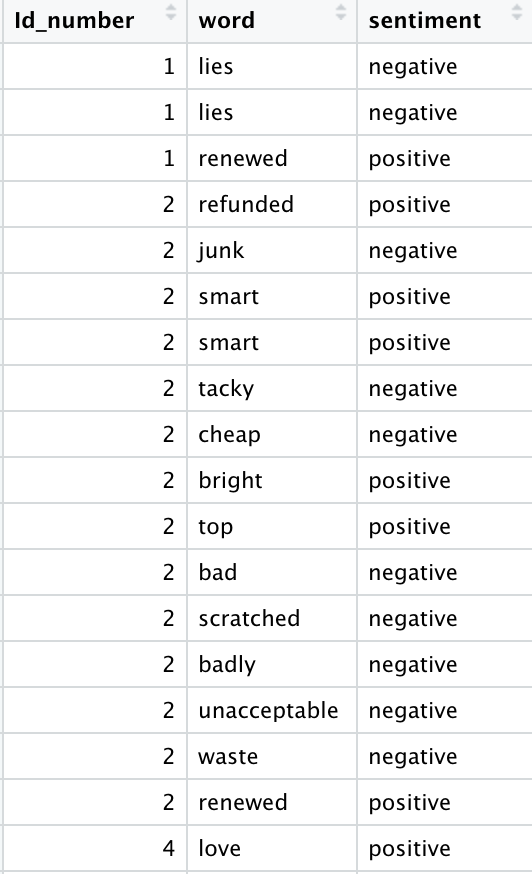 Id_number word sentiment
1 lies negative
1 lies negative
1 renewed positive
2 refunded positive
2 junk negative
2 smart positive
2 smart positive
2 tacky negative
2 cheap negative
2 bright positive
2 top positive
2 bad negative
2 scratched negative
2 badly negative
2 unacceptable negative
2 waste negative
2 renewed positive
4 love positive